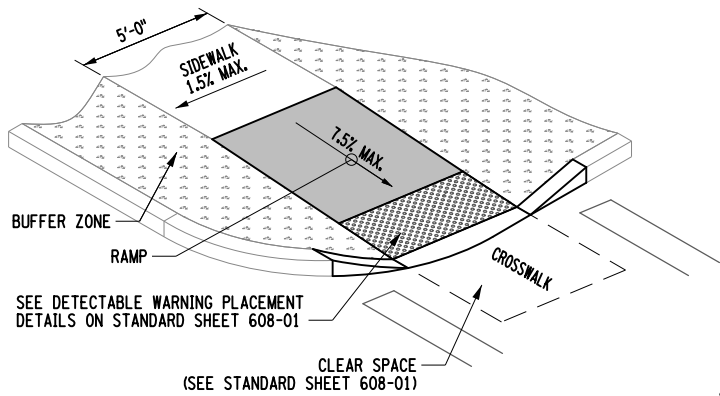 5'-0"
SIDEWALK
1.5% MAX.
7.5% MAX.
BUFFER ZONE
RAMP
CROSSWALK
SEE DETECTABLE WARNING PLACEMENT
DETAILS ON STANDARD SHEET 608-01
CLEAR SPACE
(SEE STANDARD SHEET 608-01)